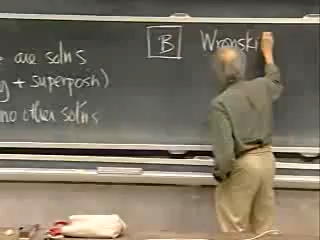 e are solns
y + superposn)
no other solns
B Wronski